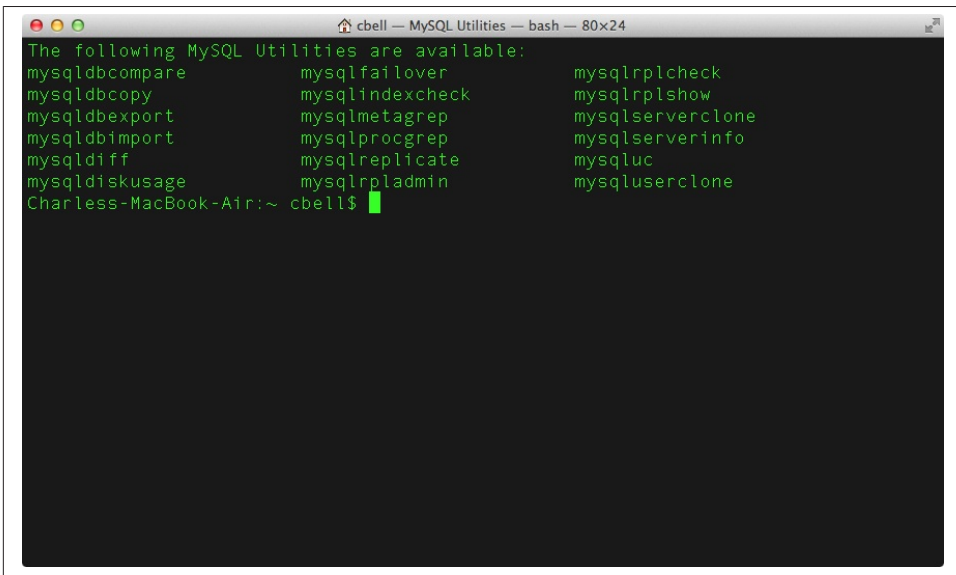 cbell — MySQL Utilities — bash — 80×24
The following MySQL Utilities are available:
mysqldbcompare mysqlfailover mysqlrplcheck
mysqldbcopy mysqlindexcheck mysqlrplshow
mysqldbexport mysqlmetagrep mysqlserverclone
mysqldbimport mysqlprocgrep mysqlserverinfo
mysqldiff mysqlreplicate mysqluc
mysqldiskusage mysqlrpladmin mysqluserclone
Charless-MacBook-Air:~ cbell$